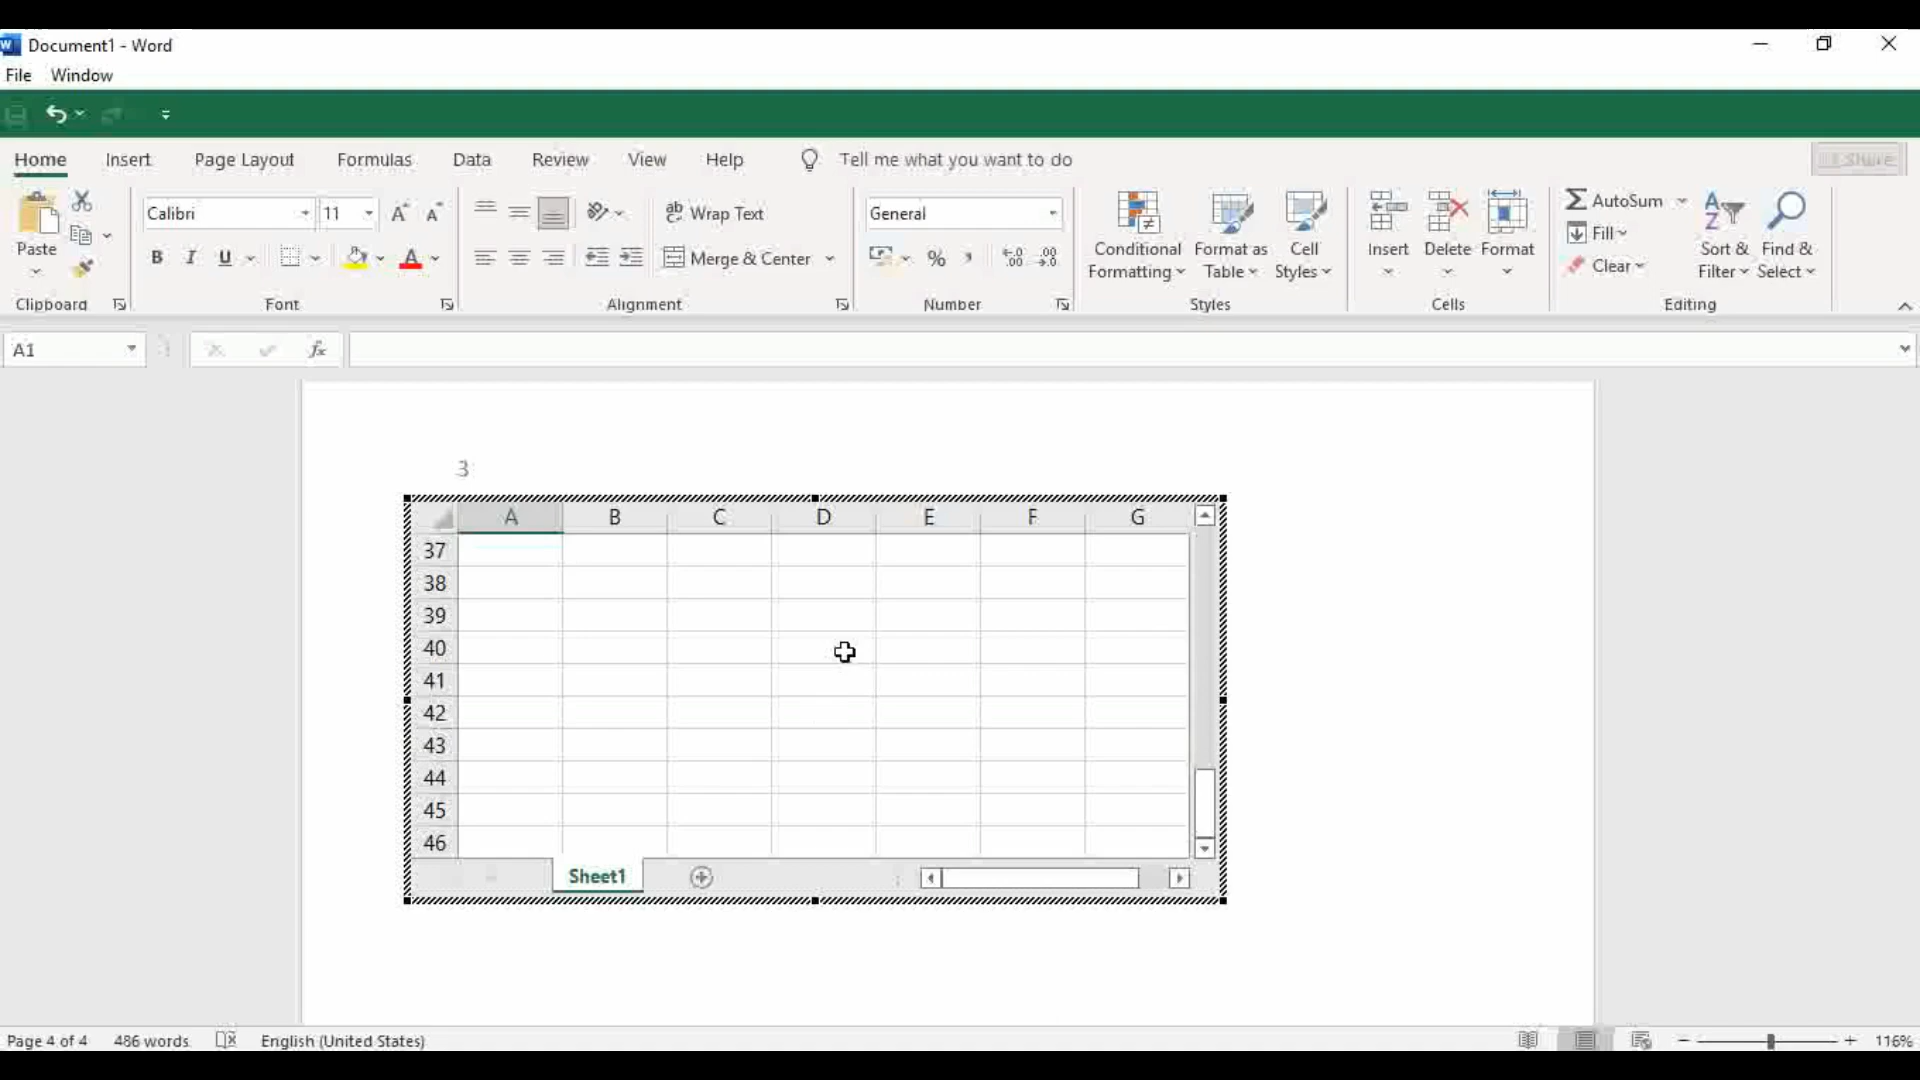 Document1 - Word
File Window
Home Insert Page Layout Formulas Data Review View Help Tell me what you want to do Share
Calibri 11 Wrap Text General AutoSum
Paste B I U A Merge & Center % Conditional Formatting Format as Table Cell Styles Insert Delete Format Fill Clear Sort & Filter Find & Select
Clipboard Font Alignment Number Styles Cells Editing
A1 fx
3
A B C D E F G
37
38
39
40
41
42
43
44
45
46
Sheet1
Page 4 of 4 486 words English (United States) 116%